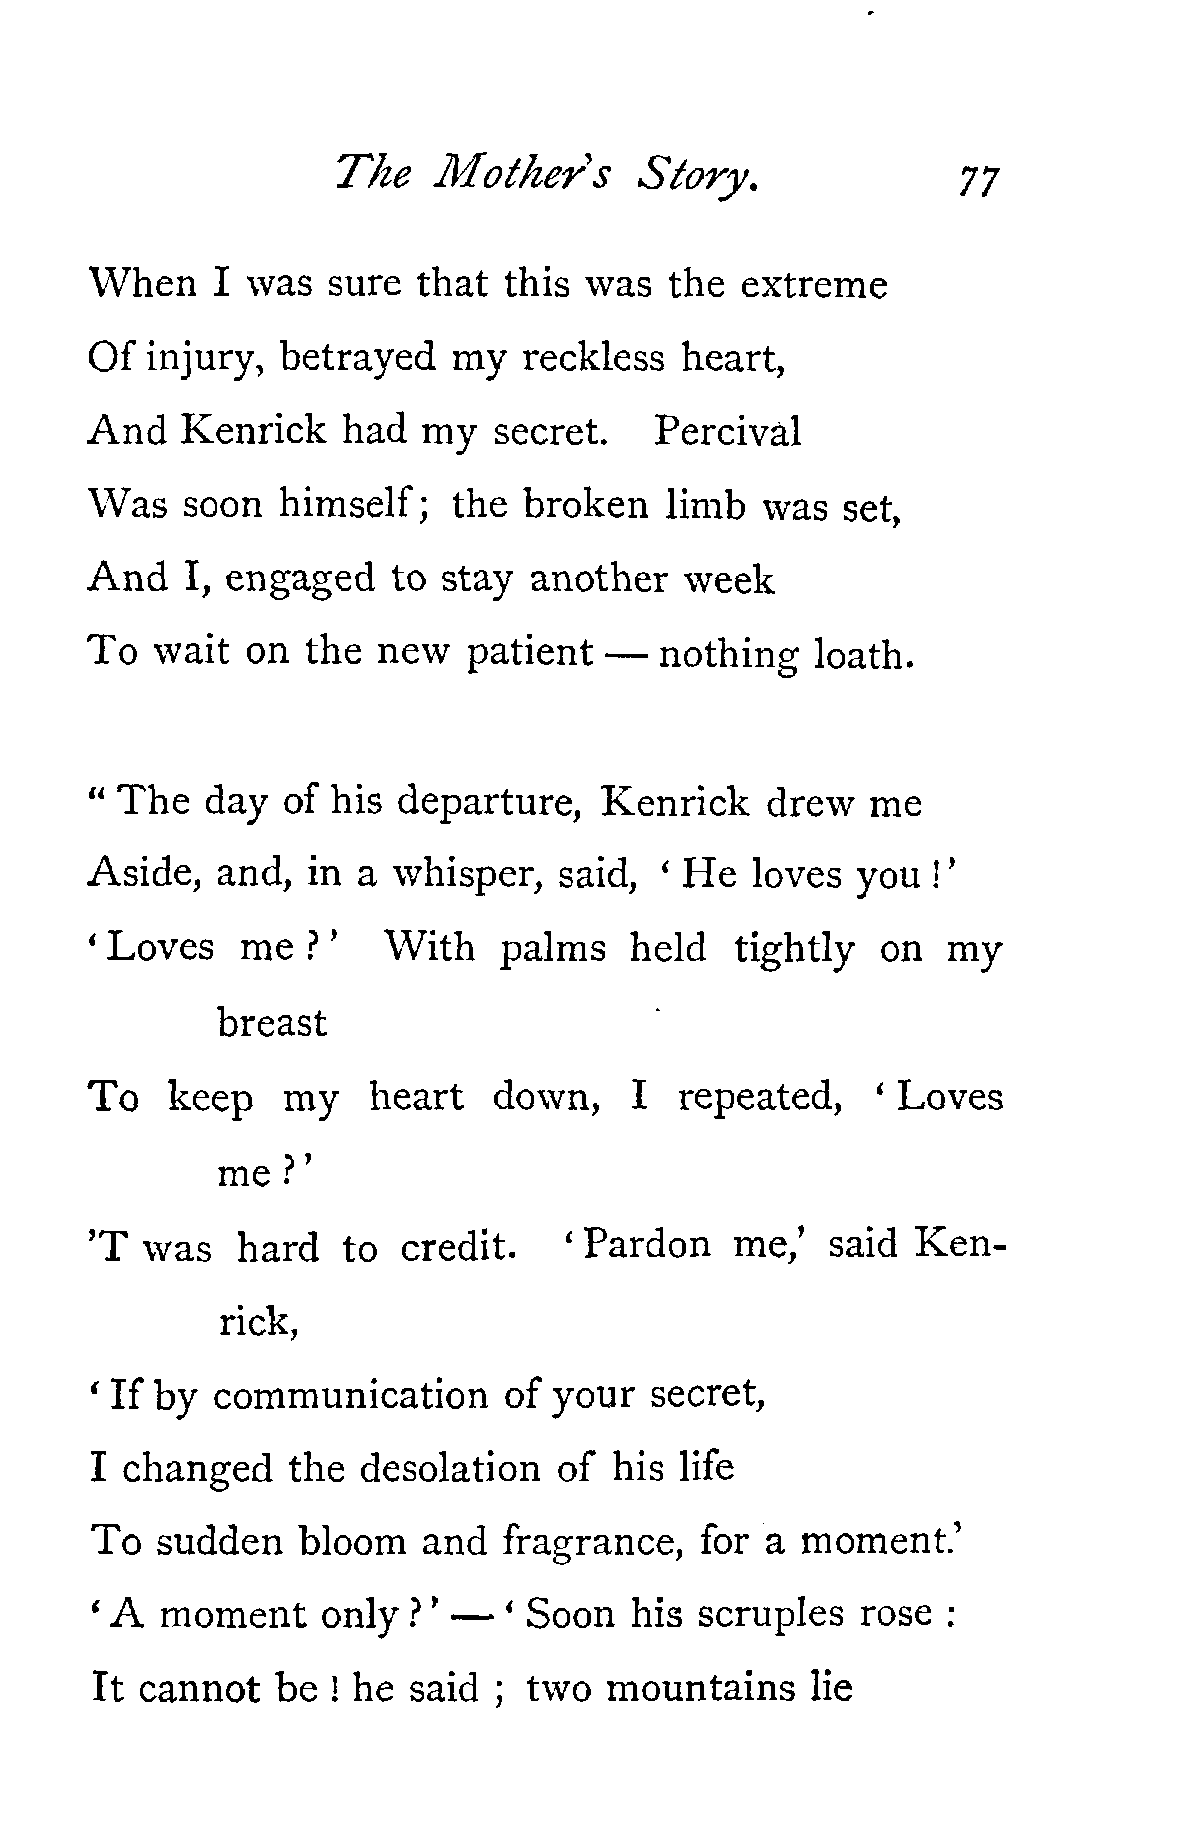 The Mother's Story. 77
When I was sure that this was the extreme
Of injury, betrayed my reckless heart,
And Kenrick had my secret. Percival
Was soon himself; the broken limb was set,
And I, engaged to stay another week
To wait on the new patient — nothing loath.
“ The day of his departure, Kenrick drew me
Aside, and, in a whisper, said, ‘ He loves you !’
‘ Loves me ? ’ With palms held tightly on my
breast
To keep my heart down, I repeated, ‘ Loves
me ? ’
’T was hard to credit. ‘ Pardon me,’ said Ken-
rick,
‘ If by communication of your secret,
I changed the desolation of his life
To sudden bloom and fragrance, for a moment.’
‘ A moment only ? ’ — ‘ Soon his scruples rose :
It cannot be ! he said ; two mountains lie